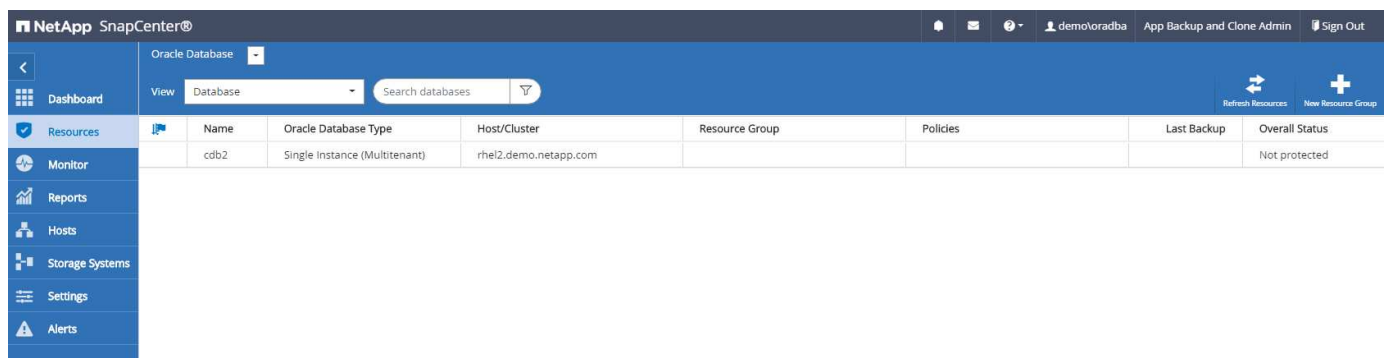 NetApp SnapCenter®
demo\oradba App Backup and Clone Admin Sign Out
Oracle Database
View Database Search databases
Refresh Resources New Resource Group
Dashboard
Resources
Monitor
Reports
Hosts
Storage Systems
Settings
Alerts
Name Oracle Database Type Host/Cluster Resource Group Policies Last Backup Overall Status
cdb2 Single Instance (Multitenant) rhel2.demo.netapp.com Not protected